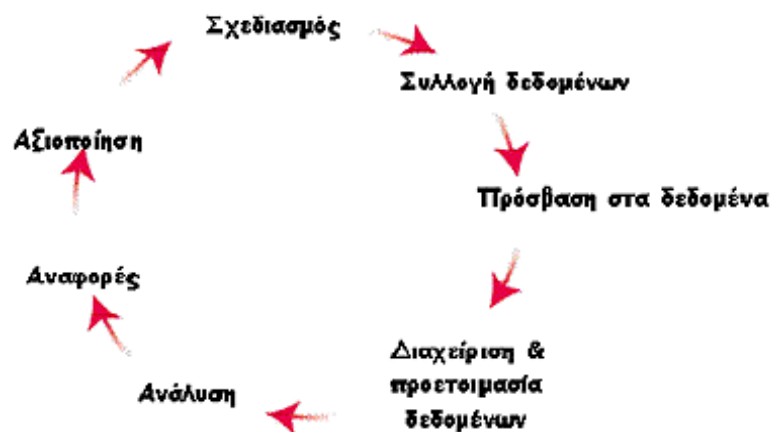 Σχεδιασμός
Συλλογή δεδομένων
Πρόσβαση στα δεδομένα
Διαχείριση &
προετοιμασία
δεδομένων
Ανάλυση
Αναφορές
Αξιοποίηση